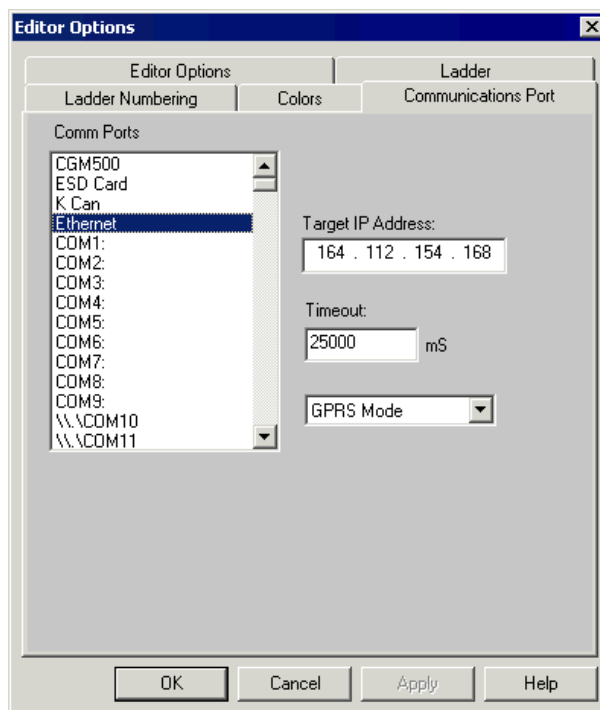 Editor Options
Editor Options
Ladder
Ladder Numbering
Colors
Communications Port
Comm Ports
CGM500
ESD Card
K Can
Ethernet
COM1:
COM2:
COM3:
COM4:
COM5:
COM6:
COM7:
COM8:
COM9:
\\.\COM10
\\.\COM11
Target IP Address:
164 . 112 . 154 . 168
Timeout:
25000 mS
GPRS Mode
OK
Cancel
Apply
Help